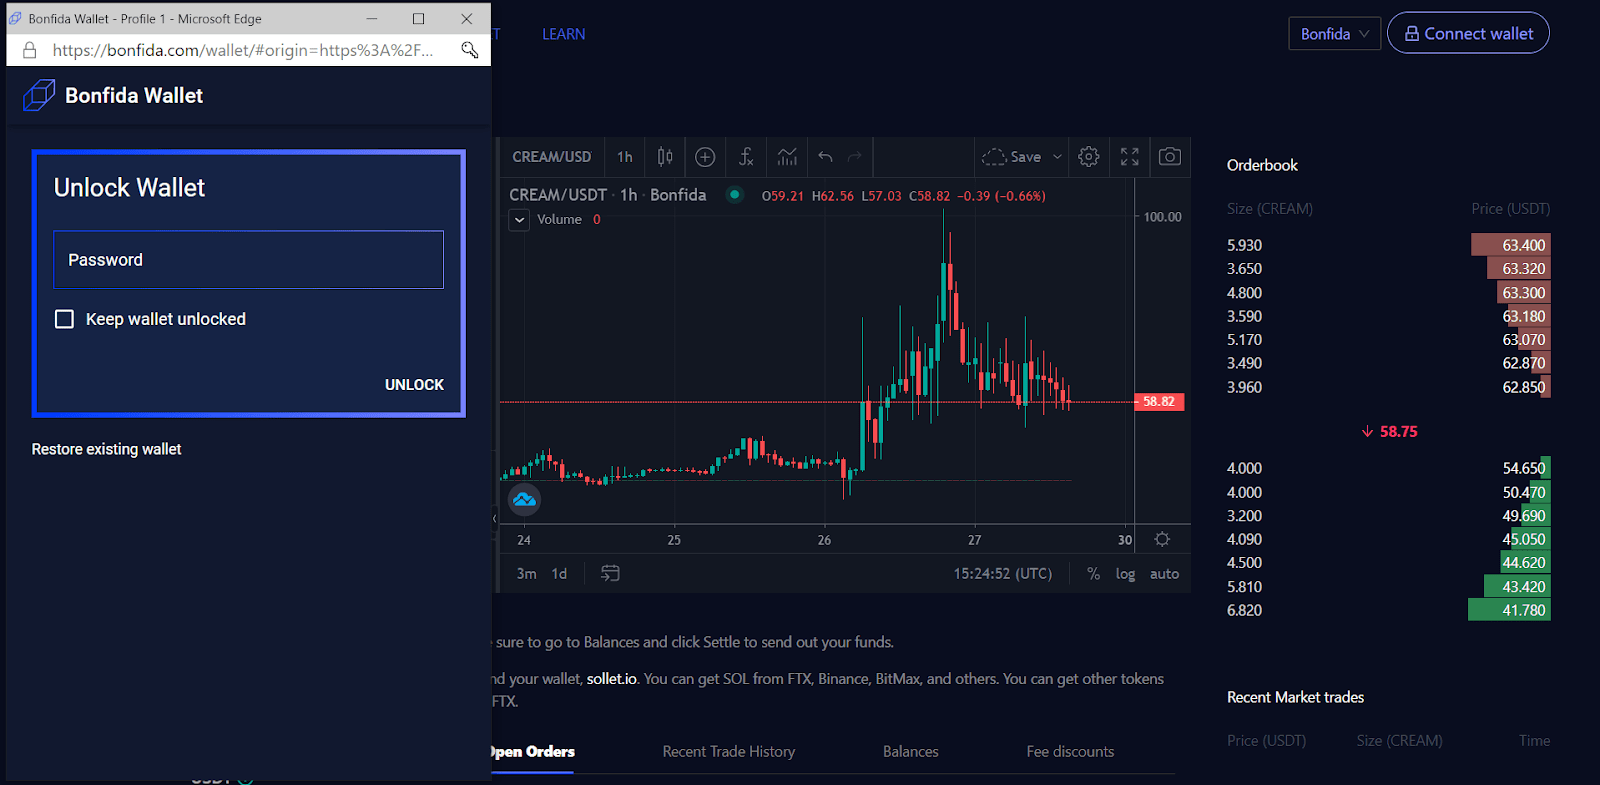 Bonfida Wallet - Profile 1 - Microsoft Edge
https://bonfida.com/wallet/#origin=https%3A%2F...
Bonfida Wallet
Unlock Wallet
Password
Keep wallet unlocked
UNLOCK
Restore existing wallet
LEARN
Bonfida
Connect wallet
CREAM/USD
1h
Save
CREAM/USDT · 1h · Bonfida
O59.21 H62.56 L57.03 C58.82 −0.39 (−0.66%)
Volume 0
100.00
58.82
24 25 26 27 30
3m 1d
15:24:52 (UTC)
% log auto
sure to go to Balances and click Settle to send out your funds.
your wallet, sollet.io. You can get SOL from FTX, Binance, BitMax, and others. You can get other tokens
FTX.
Open Orders
Recent Trade History
Balances
Fee discounts
Orderbook
Size (CREAM) Price (USDT)
5.930 63.400
3.650 63.320
4.800 63.300
3.590 63.180
5.170 63.070
3.490 62.870
3.960 62.850
↓ 58.75
4.000 54.650
4.000 50.470
3.200 49.690
4.090 45.050
4.500 44.620
5.810 43.420
6.820 41.780
Recent Market trades
Price (USDT) Size (CREAM) Time